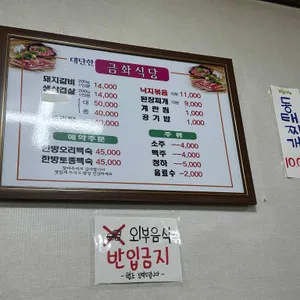 대단한 금화식당
돼지갈비 14,000
생삼겹살 14,000
대 50,000
중 40,000
낙지볶음 11,000
된장찌개 9,000
계란찜 1,000
공기밥 1,000
예약주문
한방오리백숙 45,000
한방토종백숙 45,000
주류
소주 4,000
맥주 4,000
청하 5,000
음료수 2,000
외부음식
반입금지
동태찌개